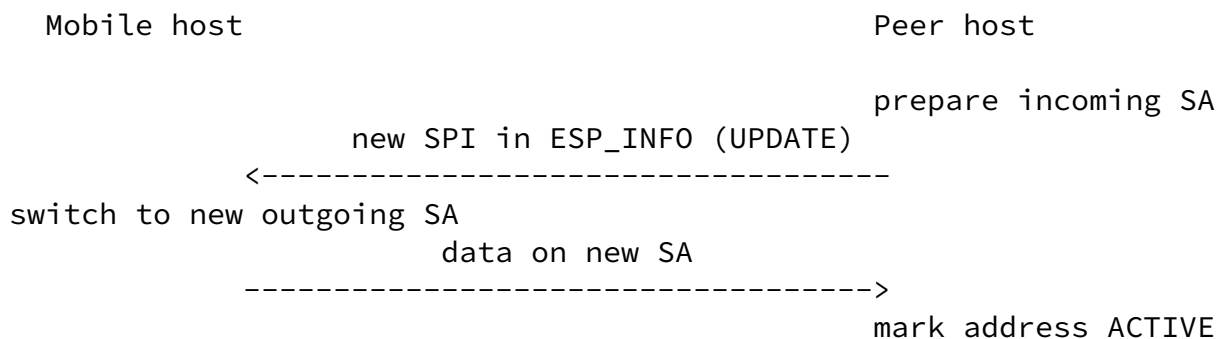 Mobile host                                   Peer host
prepare incoming SA
new SPI in ESP_INFO (UPDATE)
<-----------------------------------
switch to new outgoing SA
data on new SA
----------------------------------->
mark address ACTIVE